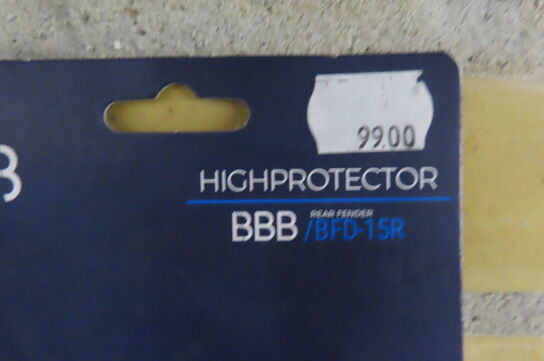 99.00
HIGHPROTECTOR
REAR FENDER
BBB /BFD-15R